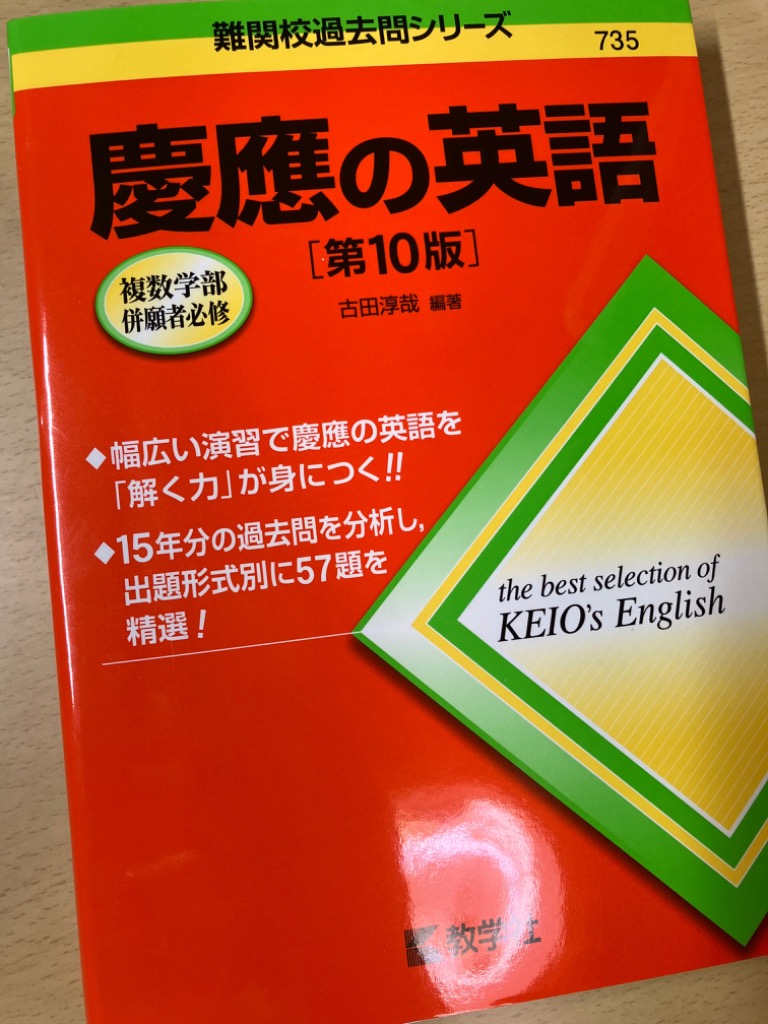 難関校過去問シリーズ
735
慶應の英語
[第10版]
古田淳哉 編著
複数学部
併願者必修
◆幅広い演習で慶應の英語を
「解く力」が身につく!!
◆15年分の過去問を分析し,
出題形式別に57題を
精選!
the best selection of
KEIO's English
教学社